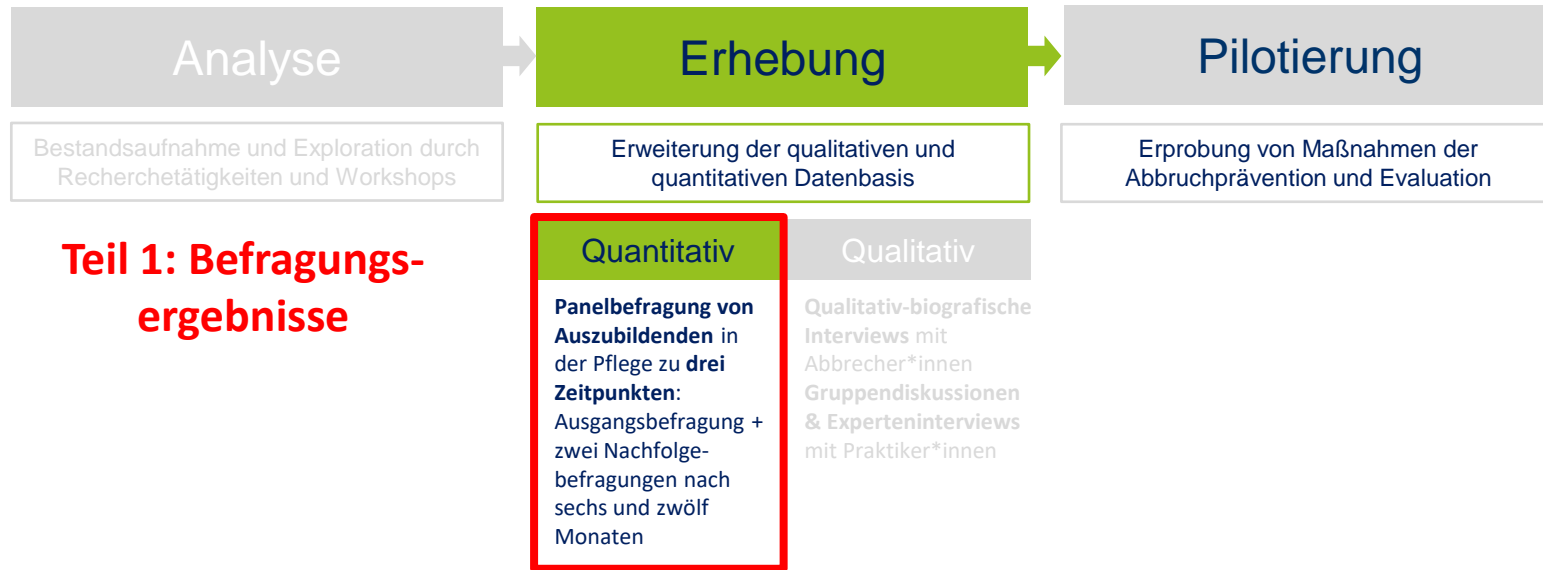 Analyse
Erhebung
Pilotierung
Bestandsaufnahme und Exploration durch
Recherchetätigkeiten und Workshops
Erweiterung der qualitativen und
quantitativen Datenbasis
Erprobung von Maßnahmen der
Abbruchprävention und Evaluation
Teil 1: Befragungs-
ergebnisse
Quantitativ
Panelbefragung von
Auszubildenden in
der Pflege zu drei
Zeitpunkten:
Ausgangsbefragung +
zwei Nachfolge-
befragungen nach
sechs und zwölf
Monaten
Qualitativ
Qualitativ-biografische
Interviews mit
Abbrecher*innen
Gruppendiskussionen
& Experteninterviews
mit Praktiker*innen